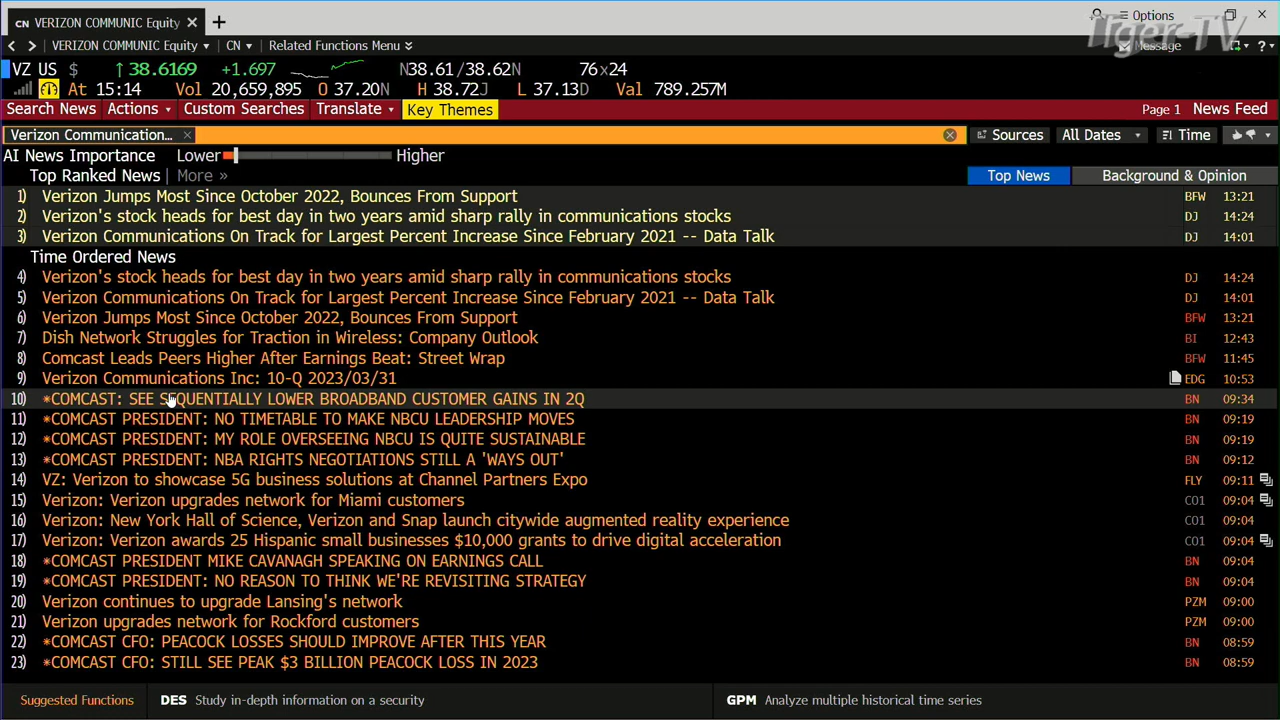 CN VERIZON COMMUNIC Equity × +
Options
Tiger-TV
< > VERIZON COMMUNIC Equity CN Related Functions Menu
Message
?
VZ US $ ↑ 38.6169 +1.697 N38.61/38.62N 76x24
At 15:14 Vol 20,659,895 O 37.20N H 38.72J L 37.13D Val 789.257M
Search News Actions Custom Searches Translate Key Themes Page 1 News Feed
Verizon Communication... × Sources All Dates Time
AI News Importance Lower Higher
Top Ranked News | More » Top News Background & Opinion
1) Verizon Jumps Most Since October 2022, Bounces From Support BFW 13:21
2) Verizon's stock heads for best day in two years amid sharp rally in communications stocks DJ 14:24
3) Verizon Communications On Track for Largest Percent Increase Since February 2021 -- Data Talk DJ 14:01
Time Ordered News
4) Verizon's stock heads for best day in two years amid sharp rally in communications stocks DJ 14:24
5) Verizon Communications On Track for Largest Percent Increase Since February 2021 -- Data Talk DJ 14:01
6) Verizon Jumps Most Since October 2022, Bounces From Support BFW 13:21
7) Dish Network Struggles for Traction in Wireless: Company Outlook BI 12:43
8) Comcast Leads Peers Higher After Earnings Beat: Street Wrap BFW 11:45
9) Verizon Communications Inc: 10-Q 2023/03/31 EDG 10:53
10) *COMCAST: SEE SEQUENTIALLY LOWER BROADBAND CUSTOMER GAINS IN 2Q BN 09:34
11) *COMCAST PRESIDENT: NO TIMETABLE TO MAKE NBCU LEADERSHIP MOVES BN 09:19
12) *COMCAST PRESIDENT: MY ROLE OVERSEEING NBCU IS QUITE SUSTAINABLE BN 09:19
13) *COMCAST PRESIDENT: NBA RIGHTS NEGOTIATIONS STILL A 'WAYS OUT' BN 09:12
14) VZ: Verizon to showcase 5G business solutions at Channel Partners Expo FLY 09:11
15) Verizon: Verizon upgrades network for Miami customers CO1 09:04
16) Verizon: New York Hall of Science, Verizon and Snap launch citywide augmented reality experience CO1 09:04
17) Verizon: Verizon awards 25 Hispanic small businesses $10,000 grants to drive digital acceleration CO1 09:04
18) *COMCAST PRESIDENT MIKE CAVANAGH SPEAKING ON EARNINGS CALL BN 09:04
19) *COMCAST PRESIDENT: NO REASON TO THINK WE'RE REVISITING STRATEGY BN 09:04
20) Verizon continues to upgrade Lansing's network PZM 09:00
21) Verizon upgrades network for Rockford customers PZM 09:00
22) *COMCAST CFO: PEACOCK LOSSES SHOULD IMPROVE AFTER THIS YEAR BN 08:59
23) *COMCAST CFO: STILL SEE PEAK $3 BILLION PEACOCK LOSS IN 2023 BN 08:59
Suggested Functions DES Study in-depth information on a security GPM Analyze multiple historical time series